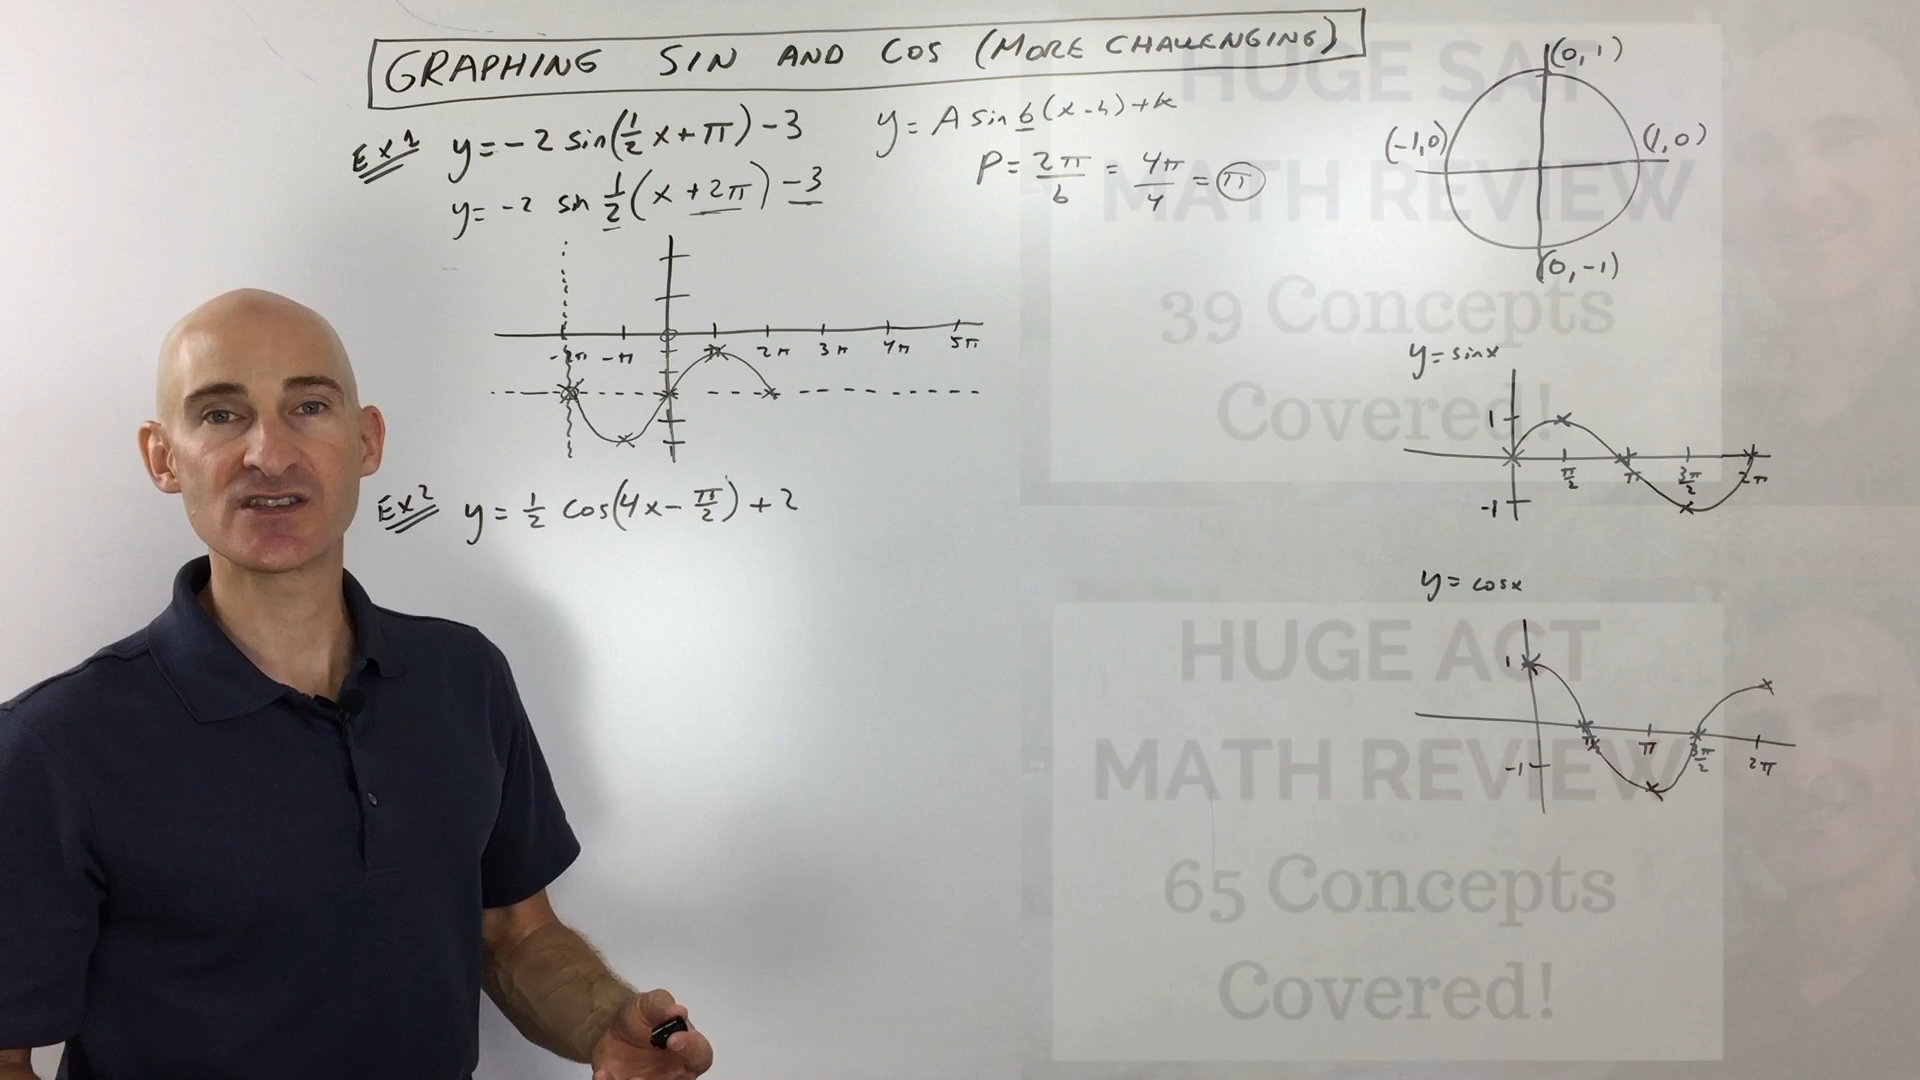 GRAPHING SIN AND COS (MORE CHALLENGING)
Ex 1 y = -2 sin(1/2 x + π) - 3
y = A sin b(x - h) + k
y = -2 sin 1/2 (x + 2π) - 3
P = 2π/b = 4π/4 = π
(0, 1)
(-1, 0)
(1, 0)
(0, -1)
-2π -π π 2π 3π 4π 5π
Ex 2 y = 1/2 cos(4x - π/2) + 2
y = sin x
1
π/2 π 3π/2 2π
-1
y = cos x
1
π/2 π 3π/2 2π
-1
HUGE SAT
MATH REVIEW
39 Concepts
Covered!
HUGE ACT
MATH REVIEW
65 Concepts
Covered!